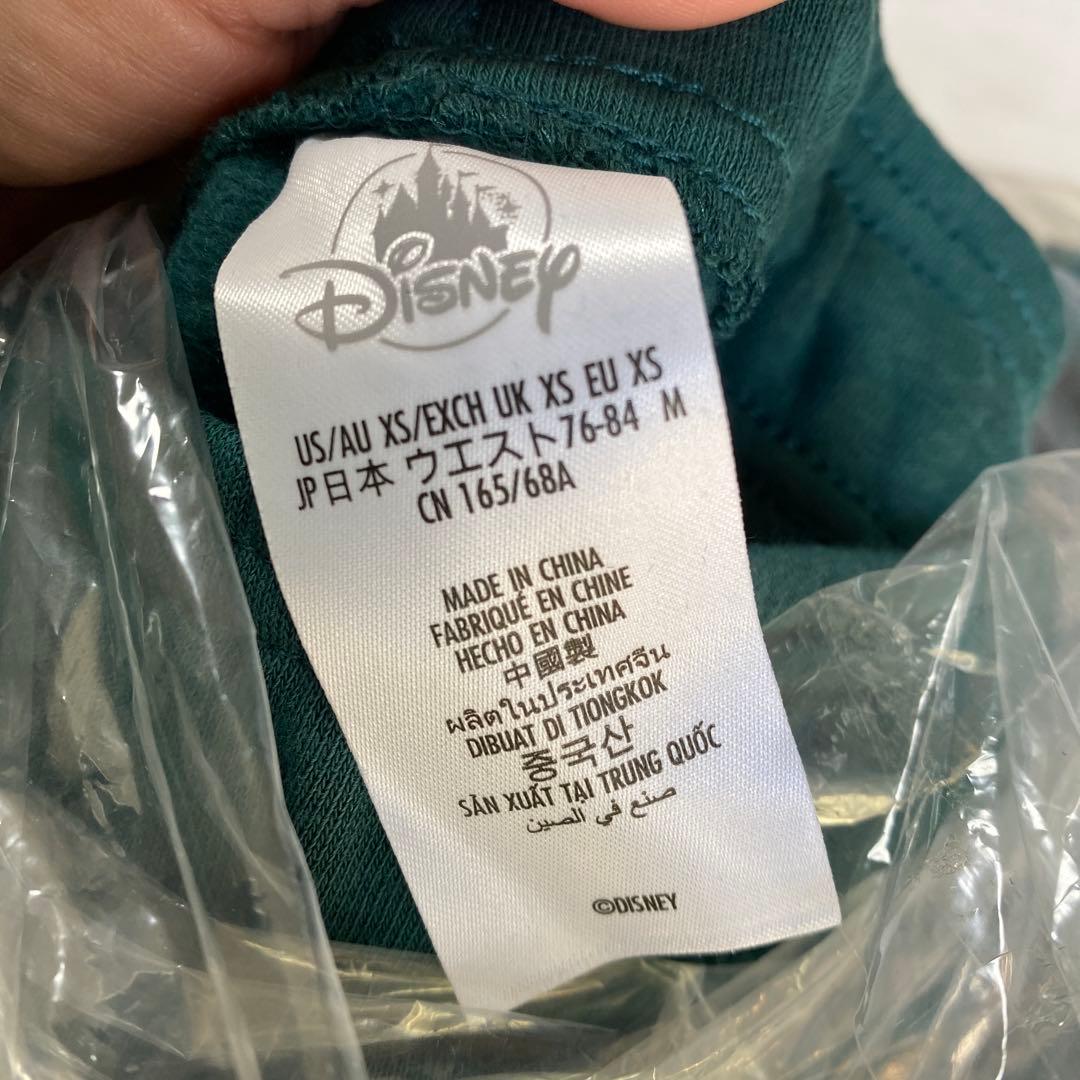 Disney
US/AU XS/EXCH UK XS EU XS
JP日本 ウエスト76-84 M
CN 165/68A
MADE IN CHINA
FABRIQUÉ EN CHINE
HECHO EN CHINA
中國製
ผลิตในประเทศจีน
DIBUAT DI TIONGKOK
중국산
SẢN XUẤT TẠI TRUNG QUỐC
صنع في الصين
©DISNEY